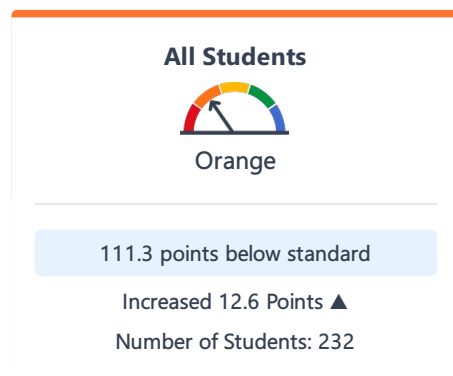 All Students
Orange
111.3 points below standard
Increased 12.6 Points ▲
Number of Students: 232